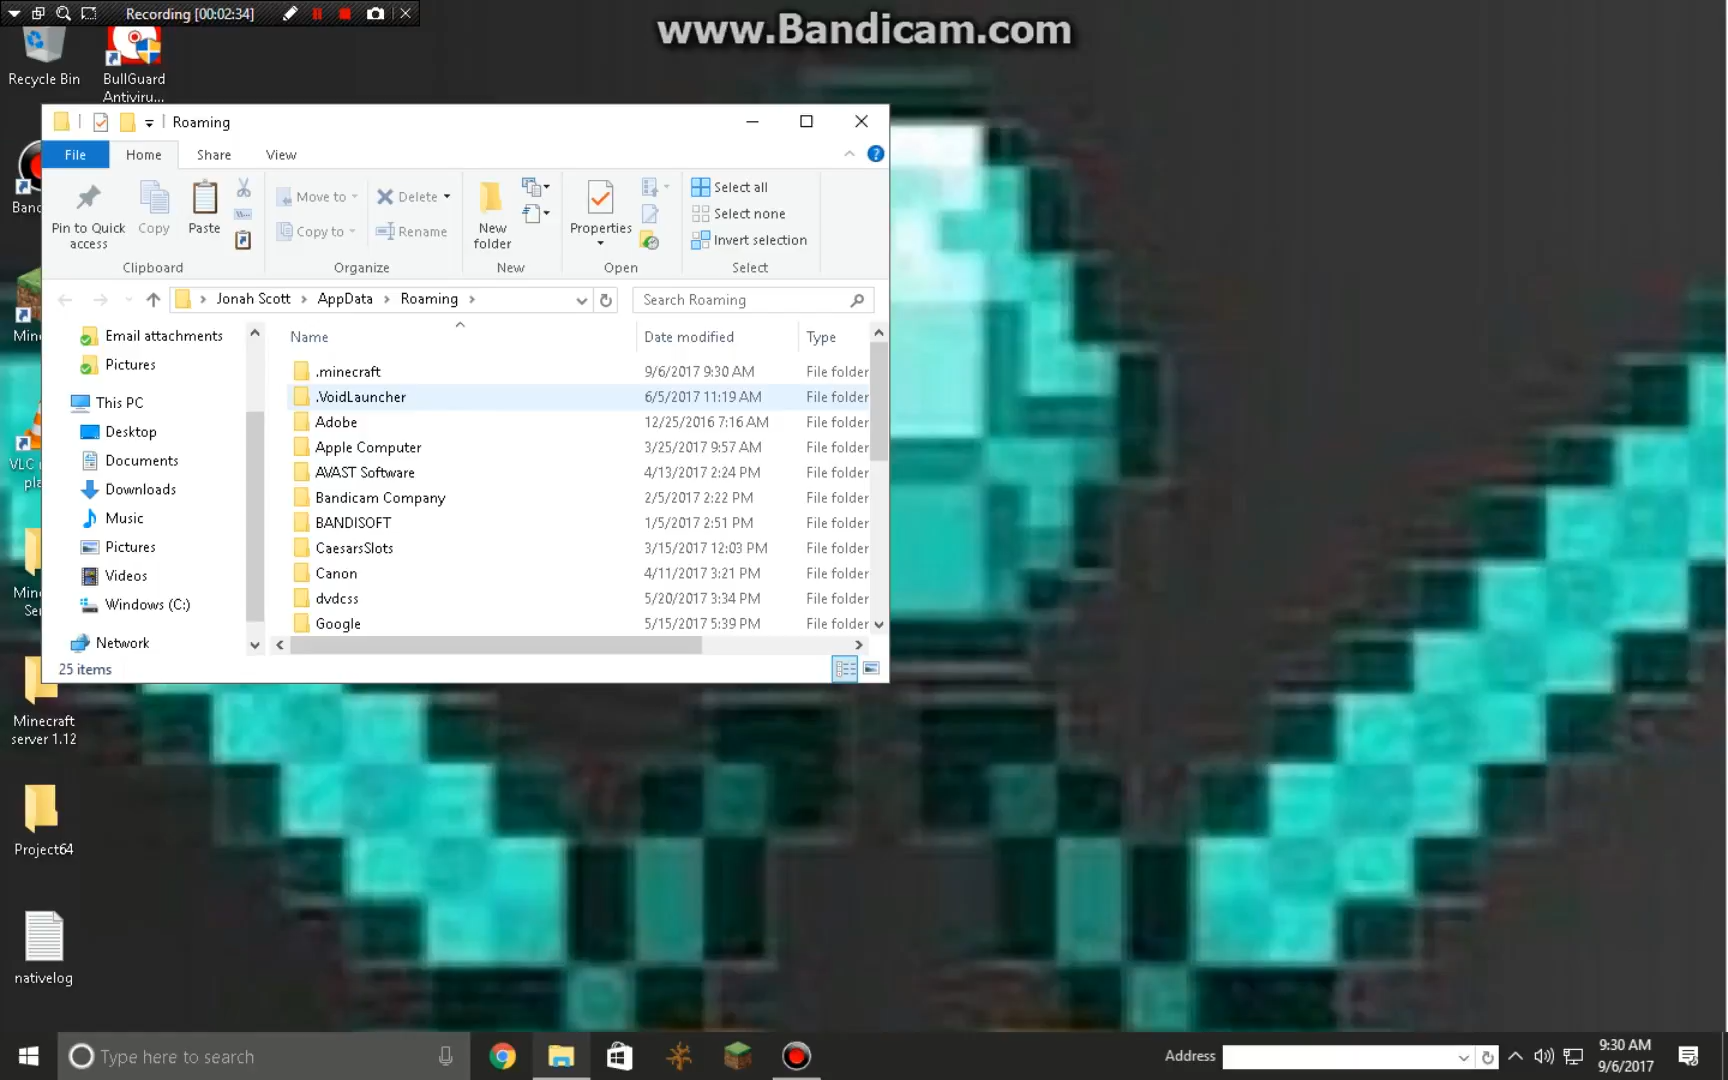 Recording [00:02:34]
www.Bandicam.com
Recycle Bin
BullGuard
Antiviru...
Roaming
File
Home
Share
View
Pin to Quick
access
Copy
Paste
Clipboard
Move to
Copy to
Delete
Rename
Organize
New
folder
New
Properties
Open
Select all
Select none
Invert selection
Select
Jonah Scott
AppData
Roaming
Search Roaming
Email attachments
Pictures
This PC
Desktop
Documents
Downloads
Music
Pictures
Videos
Windows (C:)
Network
Name
Date modified
Type
.minecraft 9/6/2017 9:30 AM File folder
.VoidLauncher 6/5/2017 11:19 AM File folder
Adobe 12/25/2016 7:16 AM File folder
Apple Computer 3/25/2017 9:57 AM File folder
AVAST Software 4/13/2017 2:24 PM File folder
Bandicam Company 2/5/2017 2:22 PM File folder
BANDISOFT 1/5/2017 2:51 PM File folder
CaesarsSlots 3/15/2017 12:03 PM File folder
Canon 4/11/2017 3:21 PM File folder
dvdcss 5/20/2017 3:34 PM File folder
Google 5/15/2017 5:39 PM File folder
25 items
Band
Mine
VLC
pla
Mine
Se
Minecraft
server 1.12
Project64
nativelog
Type here to search
Address
9:30 AM
9/6/2017